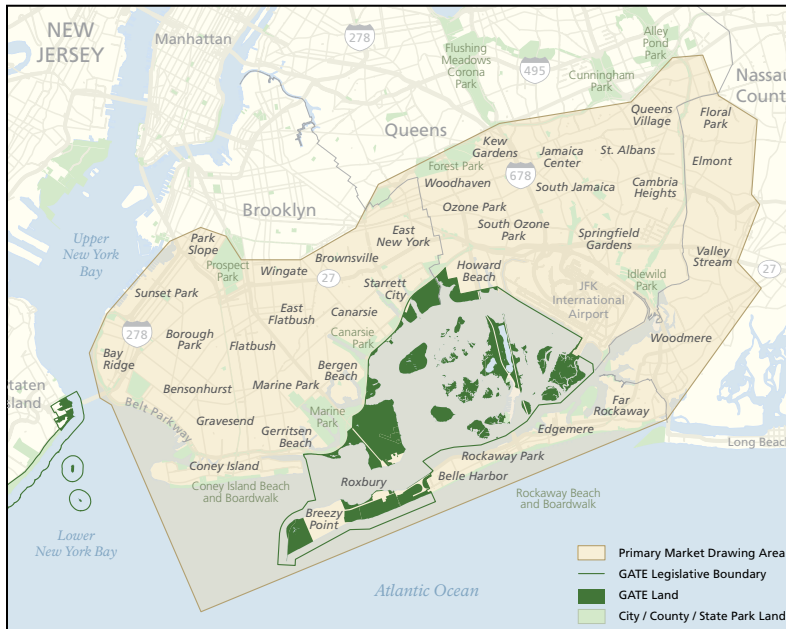 NEW
JERSEY
Manhattan
278
Flushing
Meadows
Corona
Park
495
Alley
Pond
Park
Cunningham
Park
Nassau
Count
Queens
Queens
Village
Floral
Park
Kew
Gardens
Jamaica
Center
St. Albans
Elmont
Forest Park
678
Woodhaven
South Jamaica
Cambria
Heights
Brooklyn
Ozone Park
South Ozone
Park
Springfield
Gardens
East
New York
Upper
New York
Bay
Park
Slope
Prospect
Park
Wingate
Brownsville
27
Starrett
City
Howard
Beach
JFK
International
Airport
Idlewild
Park
Valley
Stream
27
Sunset Park
278
East
Flatbush
Canarsie
Canarsie
Park
Borough
Park
Flatbush
Woodmere
Bay
Ridge
Bergen
Beach
Bensonhurst
Marine Park
taten
sland
Belt Parkway
Gravesend
Marine
Park
Gerritsen
Beach
Far
Rockaway
Edgemere
Long Beach
Coney Island
Rockaway Park
Coney Island Beach
and Boardwalk
Roxbury
Belle Harbor
Rockaway Beach
and Boardwalk
Breezy
Point
Lower
New York Bay
Atlantic Ocean
Primary Market Drawing Area
GATE Legislative Boundary
GATE Land
City / County / State Park Land